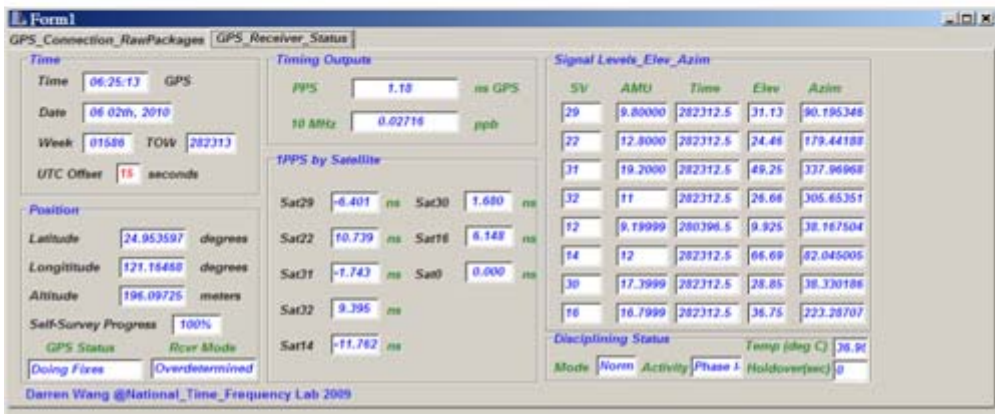 Form1
GPS_Connection_RawPackages GPS_Receiver_Status
Time
Time 06:25:13 GPS
Date 06 02th, 2010
Week 01586 TOW 282313
UTC Offset 15 seconds
Position
Latitude 24.953597 degrees
Longititude 121.16468 degrees
Altitude 196.09725 meters
Self-Survey Progress 100%
GPS Status Rcvr Mode
Doing Fixes Overdetermined
Timing Outputs
PPS 1.18 ns GPS
10 MHz 0.02716 ppb
1PPS by Satellite
Sat29 -6.401 ns Sat30 1.680 ns
Sat22 10.739 ns Sat16 6.148 ns
Sat31 -1.743 ns Sat0 0.000 ns
Sat32 9.395 ns
Sat14 -11.762 ns
Signal Levels_Elev_Azim
SV AMU Time Elev Azim
29 9.80000 282312.5 31.13 90.195346
22 12.8000 282312.5 24.46 179.44188
31 19.2000 282312.5 49.25 337.96968
32 11 282312.5 26.66 305.65351
12 9.19999 280396.5 9.925 38.167504
14 12 282312.5 66.69 82.045005
30 17.3999 282312.5 28.85 38.330186
16 16.7999 282312.5 36.75 223.28707
Disciplining Status
Temp (deg C) 36.98
Mode Norm Activity Phase Holdover(sec) 0
Darren Wang @National_Time_Frequency Lab 2009